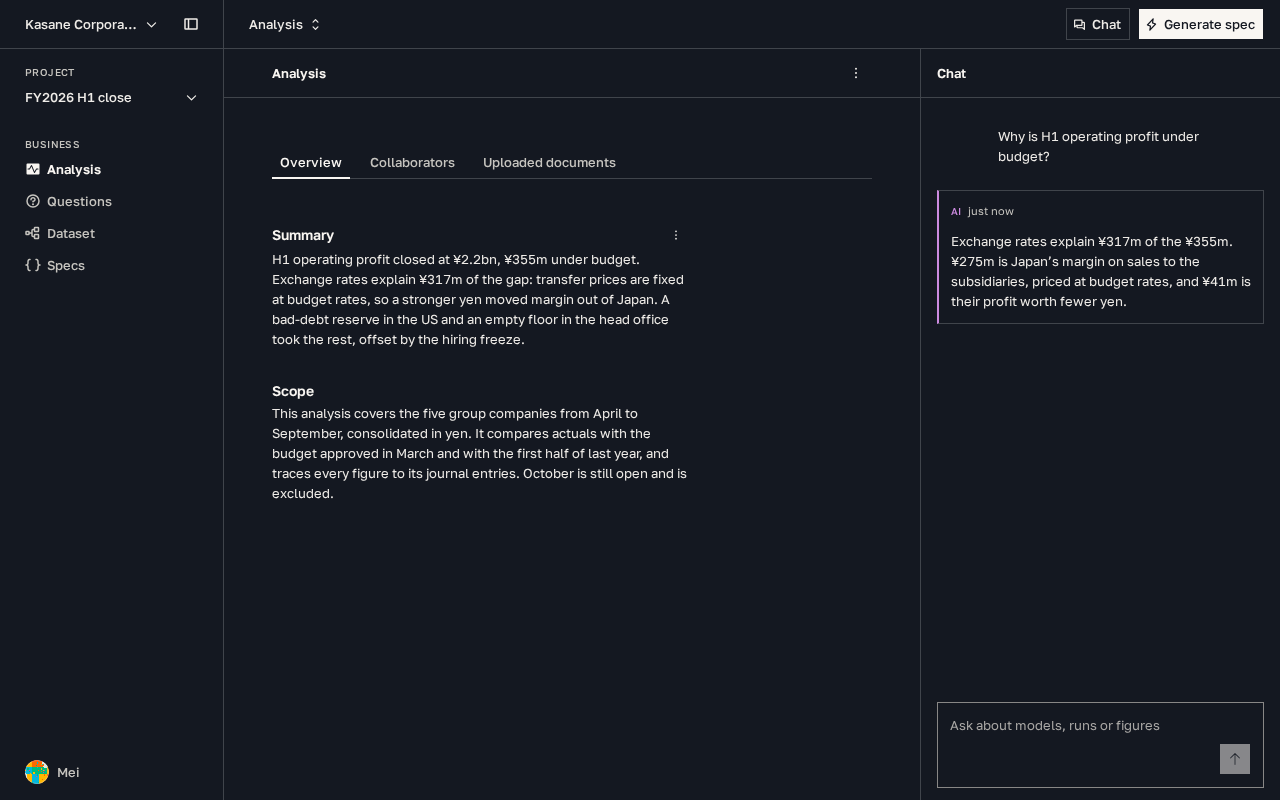 Kasane Corpora…
Analysis
Chat
Generate spec
PROJECT
FY2026 H1 close
BUSINESS
Analysis
Questions
Dataset
Specs
Mei
Analysis
Overview
Collaborators
Uploaded documents
Summary
H1 operating profit closed at ¥2.2bn, ¥355m under budget.
Exchange rates explain ¥317m of the gap: transfer prices are fixed
at budget rates, so a stronger yen moved margin out of Japan. A
bad-debt reserve in the US and an empty floor in the head office
took the rest, offset by the hiring freeze.
Scope
This analysis covers the five group companies from April to
September, consolidated in yen. It compares actuals with the
budget approved in March and with the first half of last year, and
traces every figure to its journal entries. October is still open and is
excluded.
Chat
Why is H1 operating profit under
budget?
AI just now
Exchange rates explain ¥317m of the ¥355m.
¥275m is Japan’s margin on sales to the
subsidiaries, priced at budget rates, and ¥41m is
their profit worth fewer yen.
Ask about models, runs or figures